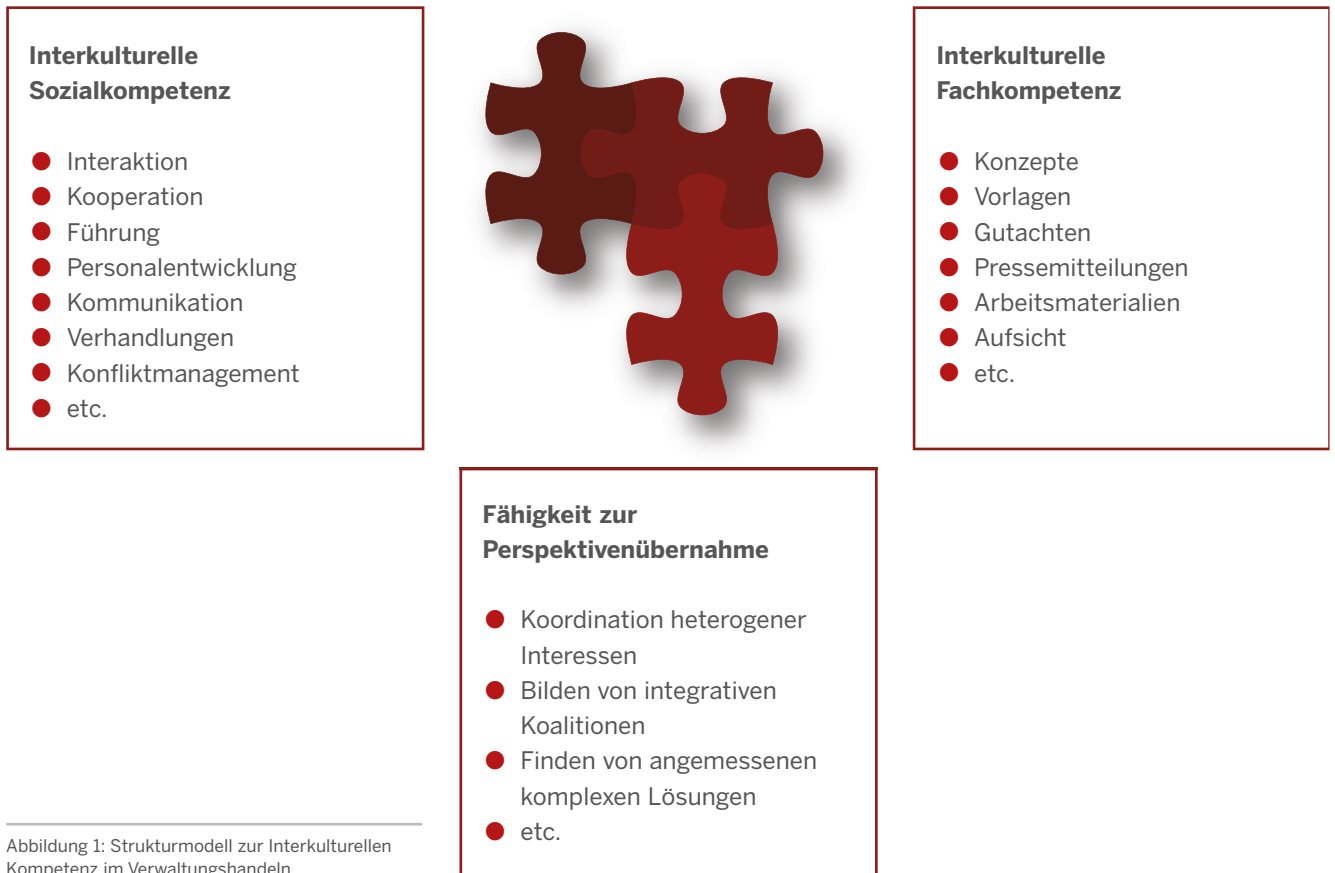 Interkulturelle
Sozialkompetenz
● Interaktion
● Kooperation
● Führung
● Personalentwicklung
● Kommunikation
● Verhandlungen
● Konfliktmanagement
● etc.
Interkulturelle
Fachkompetenz
● Konzepte
● Vorlagen
● Gutachten
● Pressemitteilungen
● Arbeitsmaterialien
● Aufsicht
● etc.
Fähigkeit zur
Perspektivenübernahme
● Koordination heterogener
Interessen
● Bilden von integrativen
Koalitionen
● Finden von angemessenen
komplexen Lösungen
● etc.
Abbildung 1: Strukturmodell zur Interkulturellen
Kompetenz im Verwaltungshandeln